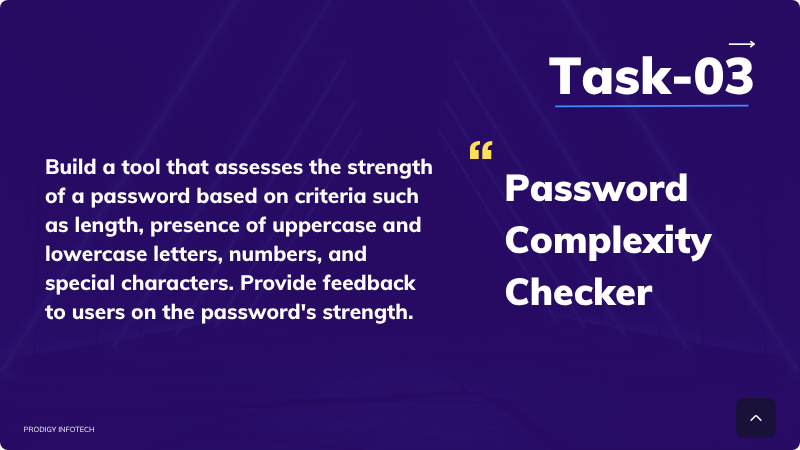 Task-03
Build a tool that assesses the strength
of a password based on criteria such
as length, presence of uppercase and
lowercase letters, numbers, and
special characters. Provide feedback
to users on the password's strength.
“
Password
Complexity
Checker
PRODIGY INFOTECH